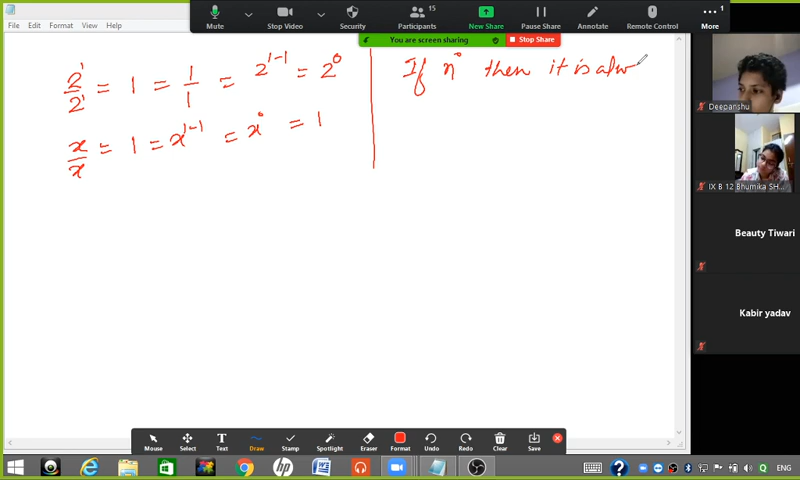 Mute
Stop Video
Security
Participants
15
New Share
Pause Share
Annotate
Remote Control
More
1
File Edit Format View Help
You are screen sharing
Stop Share
2¹/2¹ = 1 = 1/1 = 2¹⁻¹ = 2⁰
x/x = 1 = x¹⁻¹ = x⁰ = 1
If x⁰ then it is alw
Deepanshu
IX B 12 Bhumika SH...
Beauty Tiwari
Kabir yadav
Mouse
Select
Text
Draw
Stamp
Spotlight
Eraser
Format
Undo
Redo
Clear
Save
ENG